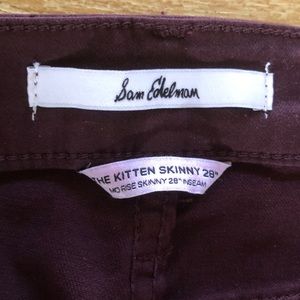 Sam Edelman
THE KITTEN SKINNY 28"
MID RISE SKINNY 28" INSEAM